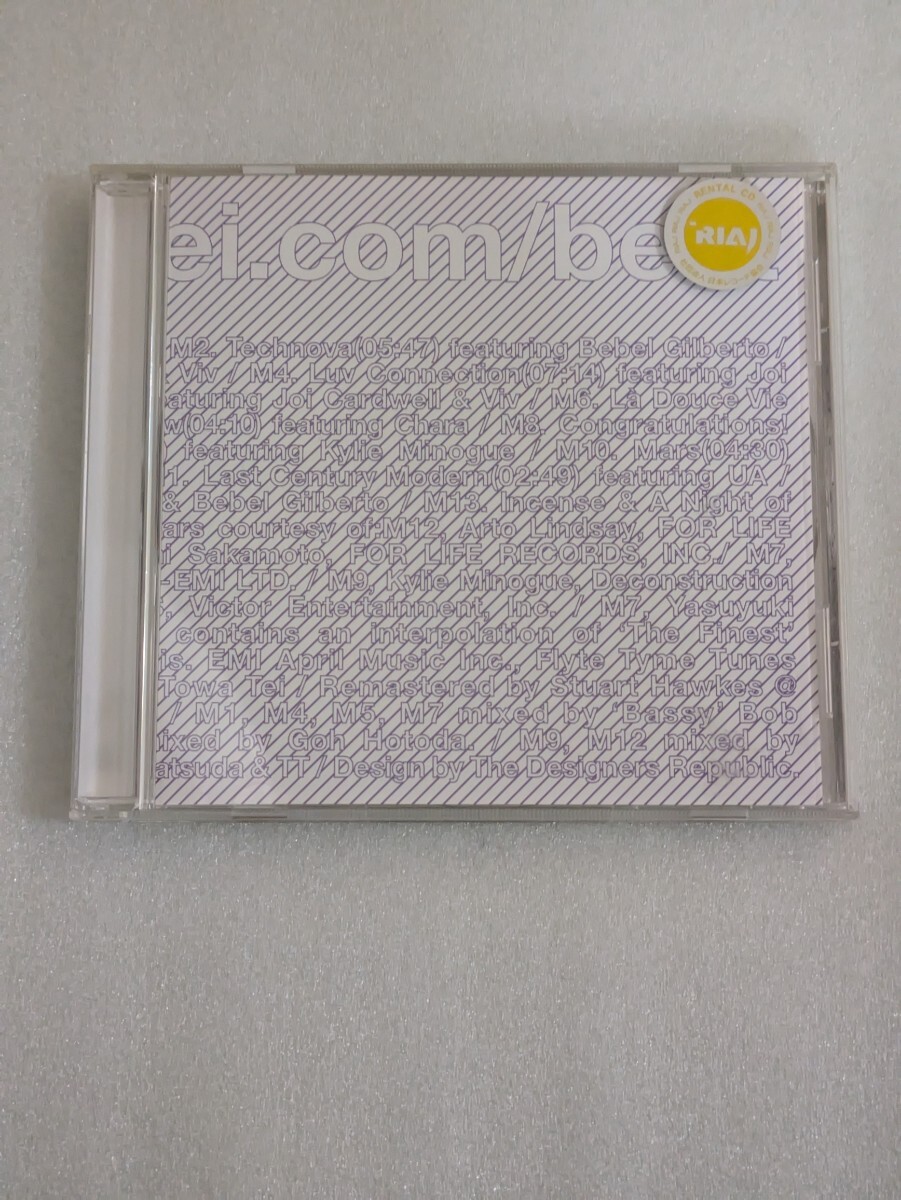 ei.com/be
RENTAL CD
RIAJ
M2. Technøva(05:47) featuring Bebel Gilbertø /
Viv / M4. Luv Connection(07:14) featuring Joi
aturing Joi Cardwell & Viv / M6. Là Døuce Vie
w(04:10) featuring Chara / M8. Congratulations!
featuring Kylie Minogue / M10. Mars(04:30)
1. Last Century Modern(02:49) featuring UA /
& Bebel Gilberto / M13. Incense & A Night of
ars courtesy of:M12, Arto Lindsay, FOR LIFE
i Sakamoto, FOR LIFE RECORDS, INC./ M7,
-EMI LTD. / M9, Kylie Minogue, Deconstruction
, Victor Entertainment, Inc. / M7, Yasuyuki
contains an interpolation of 'The Finest'
is. EMI April Music Inc., Flyte Tyme Tunes
Towa Tei / Remastered by Stuart Hawkes @
/ M1, M4, M5, M7 mixed by 'Bassy' Bob
ixed by Goh Hotoda. / M9, M12 mixed by
atsuda & TT / Design by The Designers Republic.